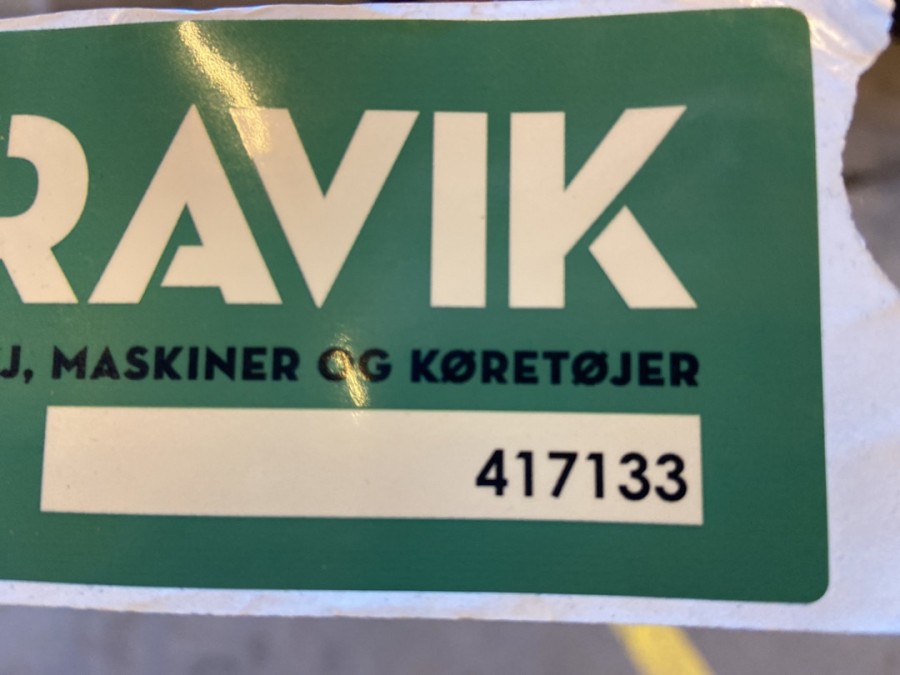 RAVIK
J, MASKINER OG KØRETØJER
417133